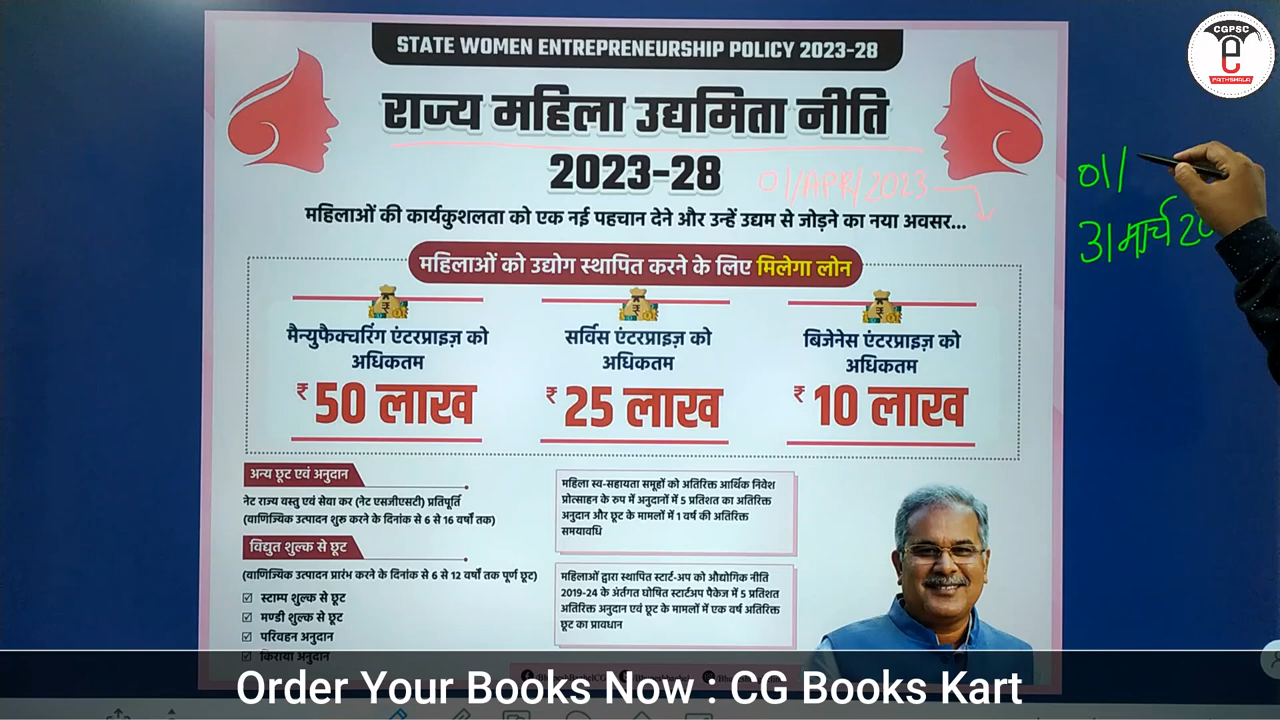 CGPSC
e
PATHSHALA
STATE WOMEN ENTREPRENEURSHIP POLICY 2023-28
राज्य महिला उद्यमिता नीति
2023-28
01/APR/2023
01/
31 मार्च 20
महिलाओं की कार्यकुशलता को एक नई पहचान देने और उन्हें उद्यम से जोड़ने का नया अवसर...
महिलाओं को उद्योग स्थापित करने के लिए मिलेगा लोन
मैन्युफैक्चरिंग एंटरप्राइज़ को
अधिकतम
₹ 50 लाख
सर्विस एंटरप्राइज़ को
अधिकतम
₹ 25 लाख
बिजेनेस एंटरप्राइज़ को
अधिकतम
₹ 10 लाख
अन्य छूट एवं अनुदान
नेट राज्य वस्तु एवं सेवा कर (नेट एसजीएसटी) प्रतिपूर्ति
(वाणिज्यिक उत्पादन शुरू करने के दिनांक से 6 से 16 वर्षों तक)
विद्युत शुल्क से छूट
(वाणिज्यिक उत्पादन प्रारंभ करने के दिनांक से 6 से 12 वर्षों तक पूर्ण छूट)
☑ स्टाम्प शुल्क से छूट
☑ मण्डी शुल्क से छूट
☑ परिवहन अनुदान
☑ किराया अनुदान
महिला स्व-सहायता समूहों को अतिरिक्त आर्थिक निवेश
प्रोत्साहन के रुप में अनुदानों में 5 प्रतिशत का अतिरिक्त
अनुदान और छूट के मामलों में 1 वर्ष की अतिरिक्त
समयावधि
महिलाओं द्वारा स्थापित स्टार्ट-अप को औद्योगिक नीति
2019-24 के अंर्तगत घोषित स्टार्टअप पैकेज में 5 प्रतिशत
अतिरिक्त अनुदान एवं छूट के मामलों में एक वर्ष अतिरिक्त
छूट का प्रावधान
Order Your Books Now : CG Books Kart